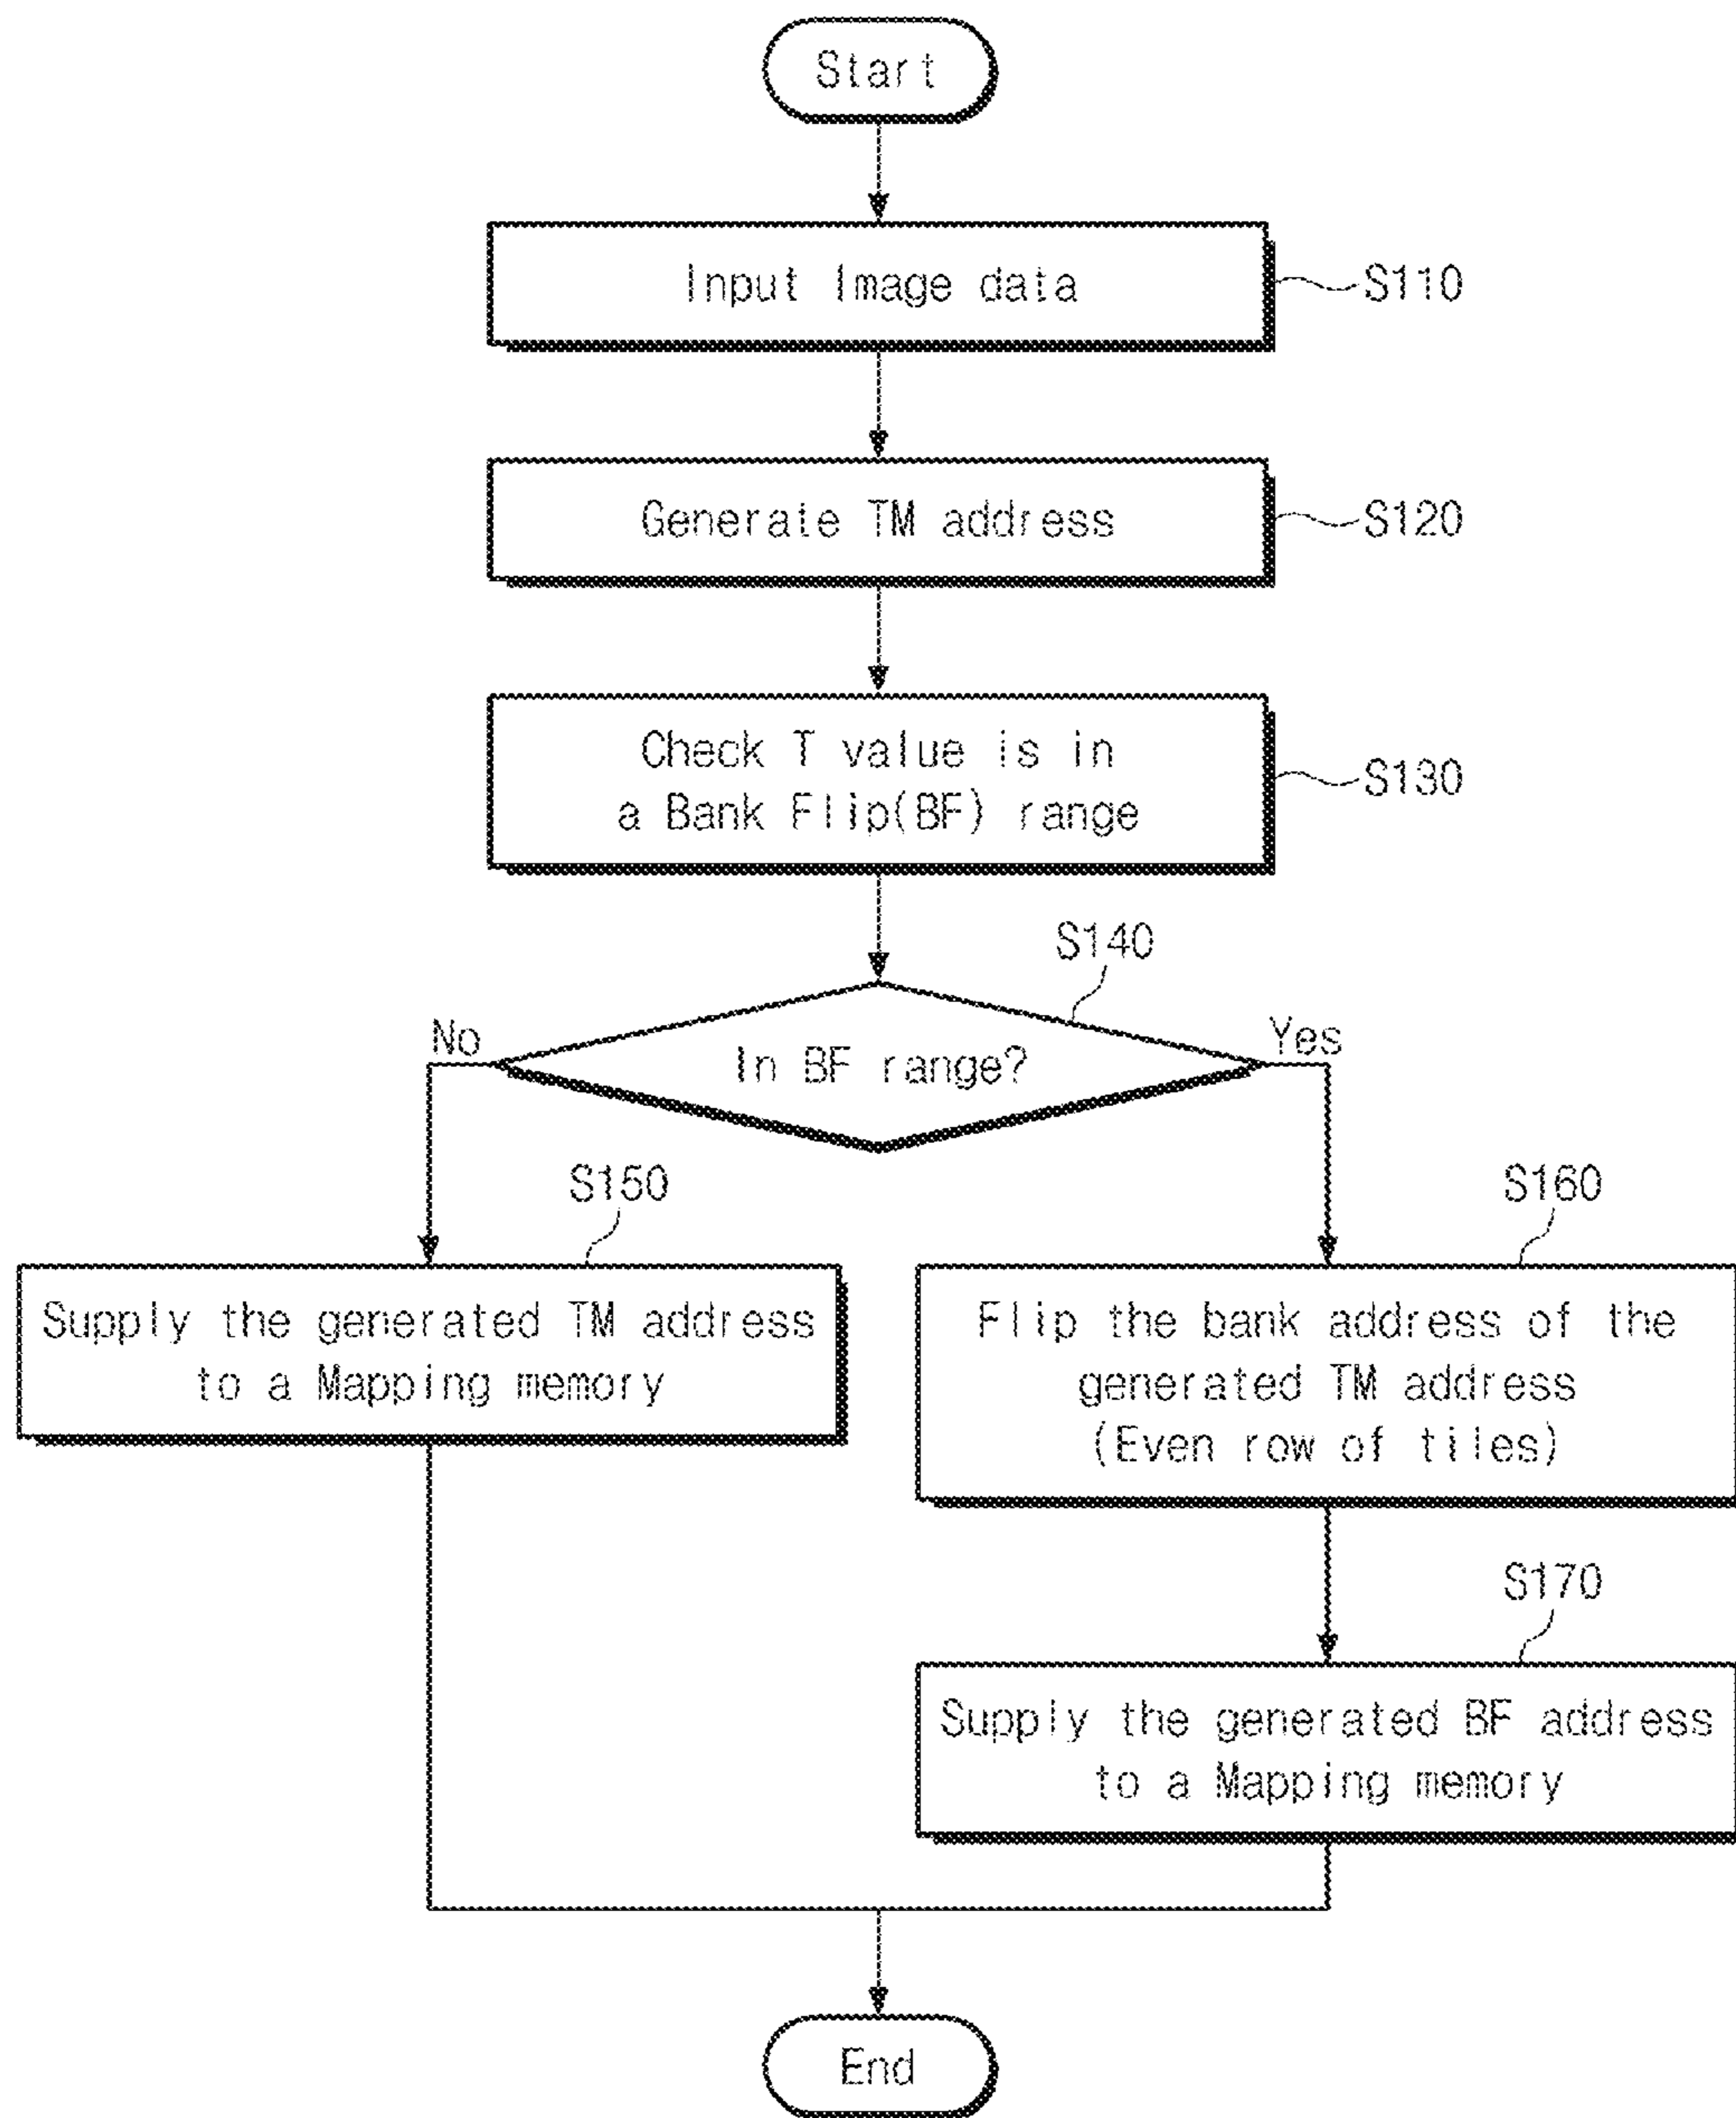 Start
Input Image data
S110
Generate TM address
S120
Check T value is in
a Bank Flip(BF) range
S130
S140
No
In BF range?
Yes
S150
Supply the generated TM address
to a Mapping memory
S160
Flip the bank address of the
generated TM address
(Even row of tiles)
S170
Supply the generated BF address
to a Mapping memory
End